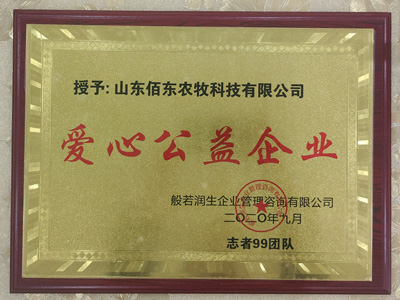 授予:山东佰东农牧科技有限公司
爱心公益企业
般若润生企业管理咨询有限公司
二〇二〇年九月
志者99团队